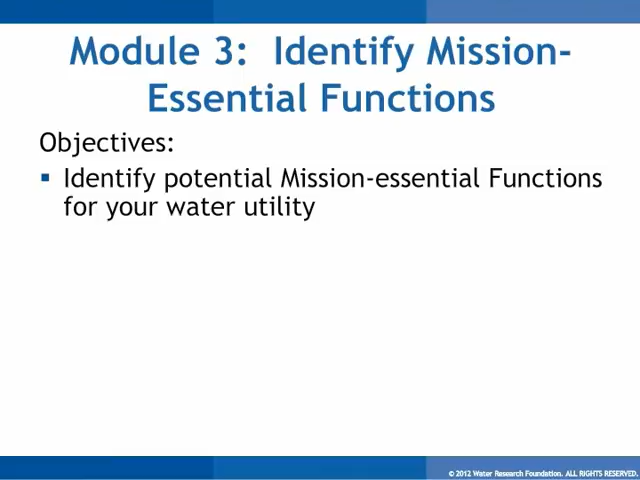 Module 3:  Identify Mission-
Essential Functions
Objectives:
▪ Identify potential Mission-essential Functions
for your water utility
© 2012 Water Research Foundation. ALL RIGHTS RESERVED.